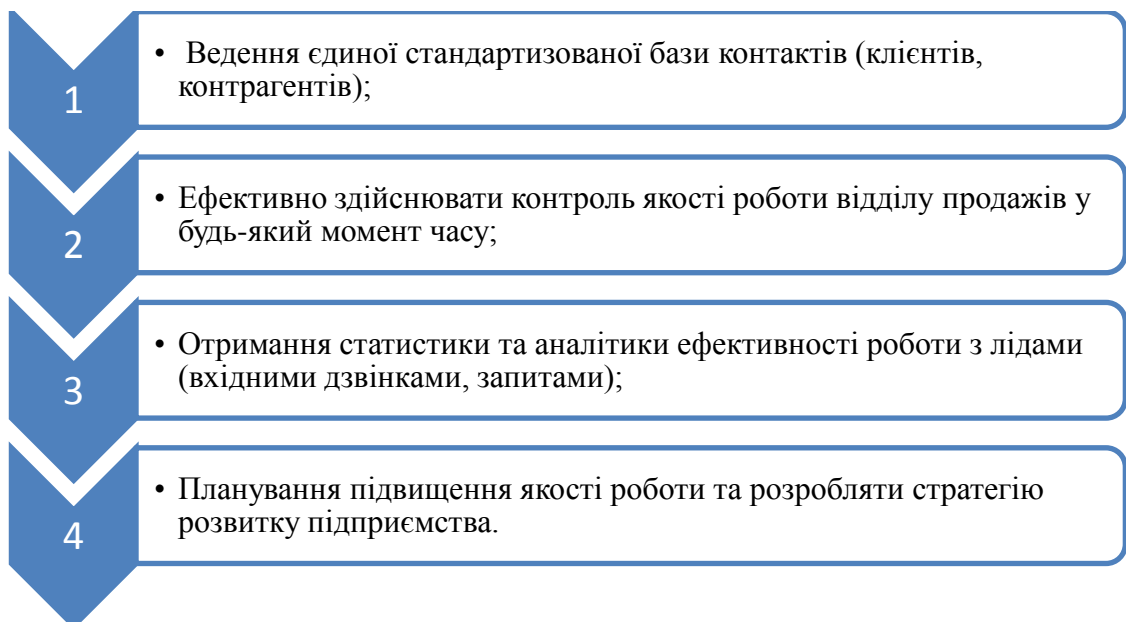 1
• Ведення єдиної стандартизованої бази контактів (клієнтів,
контрагентів);
2
• Ефективно здійснювати контроль якості роботи відділу продажів у
будь-який момент часу;
3
• Отримання статистики та аналітики ефективності роботи з лідами
(вхідними дзвінками, запитами);
4
• Планування підвищення якості роботи та розробляти стратегію
розвитку підприємства.